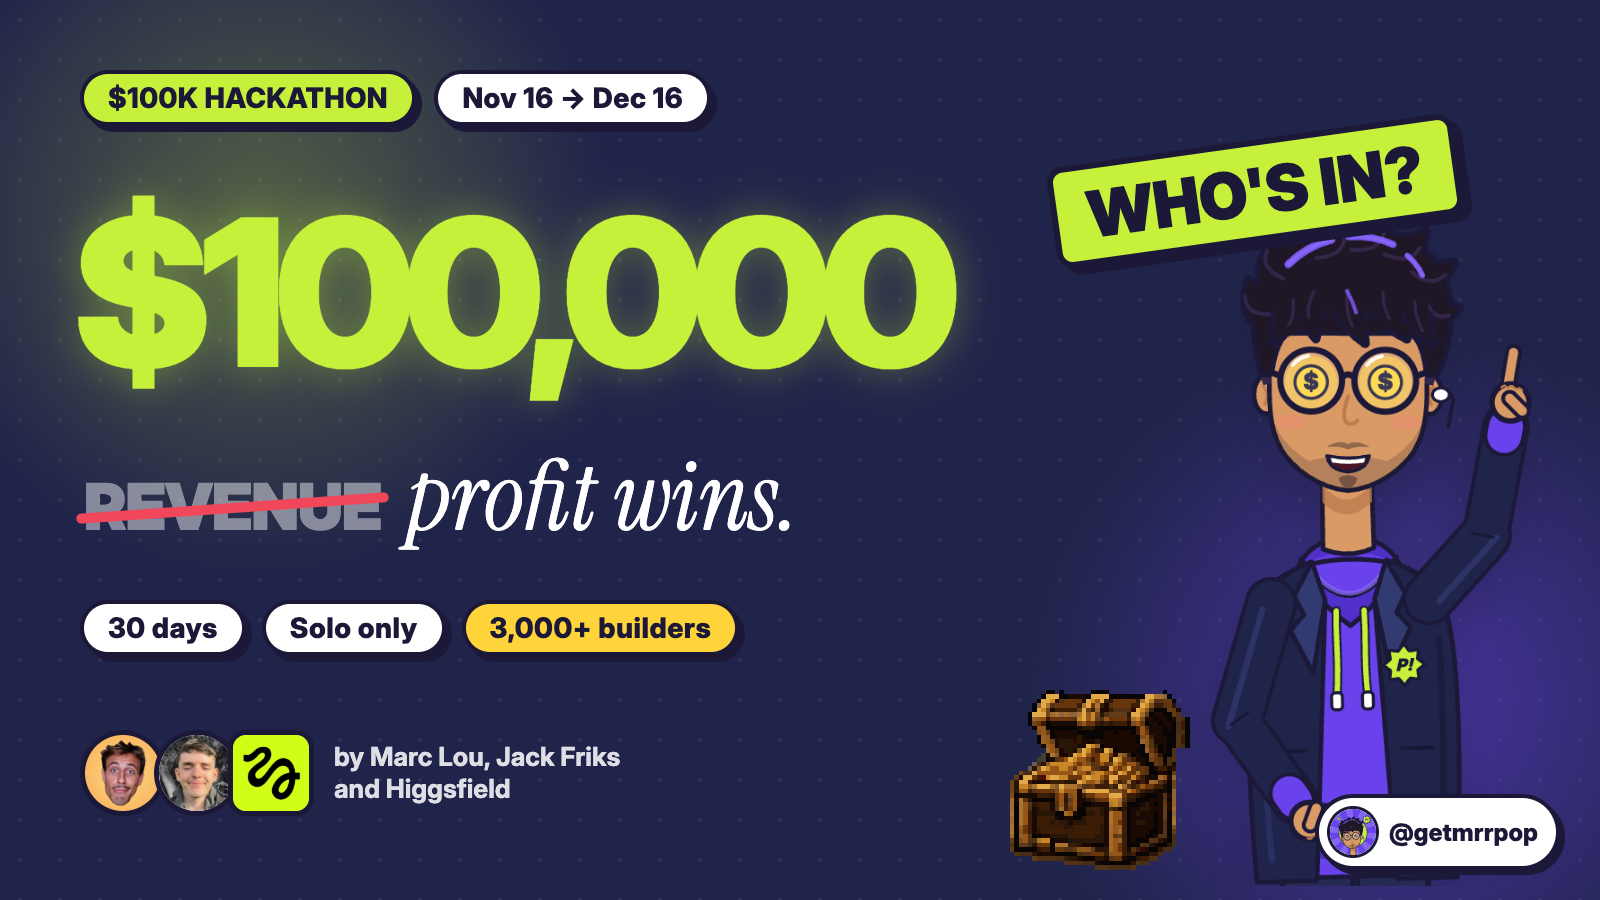 $100K HACKATHON
Nov 16 → Dec 16
WHO'S IN?
$100,000
REVENUE profit wins.
30 days
Solo only
3,000+ builders
by Marc Lou, Jack Friks
and Higgsfield
$ $
P!
@getmrrpop